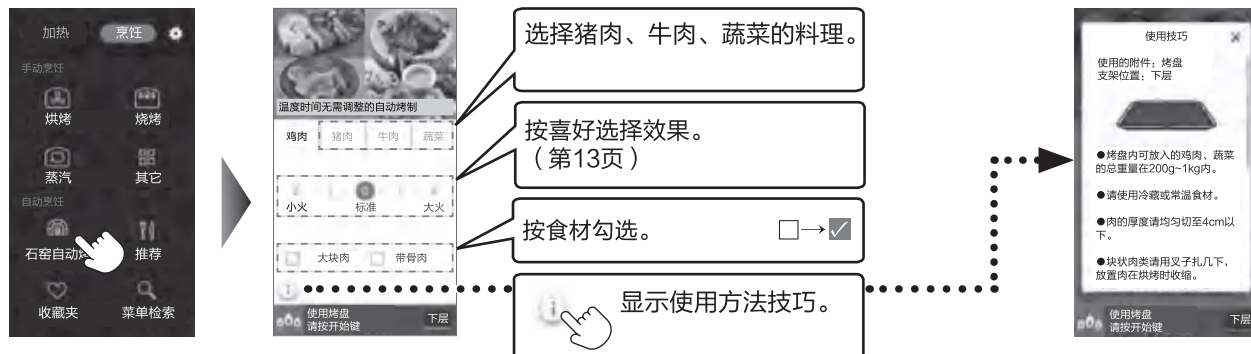 加热
烹饪
手动烹饪
烘烤
烧烤
蒸汽
其它
自动烹饪
石窑自动烤
推荐
收藏夹
菜单检索
温度时间无需调整的自动烤制
鸡肉
猪肉
牛肉
蔬菜
小火
标准
大火
大块肉
带骨肉
使用烤盘
请按开始键
下层
选择猪肉、牛肉、蔬菜的料理。
按喜好选择效果。
(第13页)
按食材勾选。 □→☑
显示使用方法技巧。
使用技巧
使用的附件：烤盘
支架位置：下层
●烤盘内可放入的鸡肉、蔬菜
的总重量在200g~1kg内。
●请使用冷藏或常温食材。
●肉的厚度请均匀切至4cm以
下。
●块状肉类请用叉子扎几下，
放置肉在烘烤时收缩。
使用烤盘
请按开始键
下层